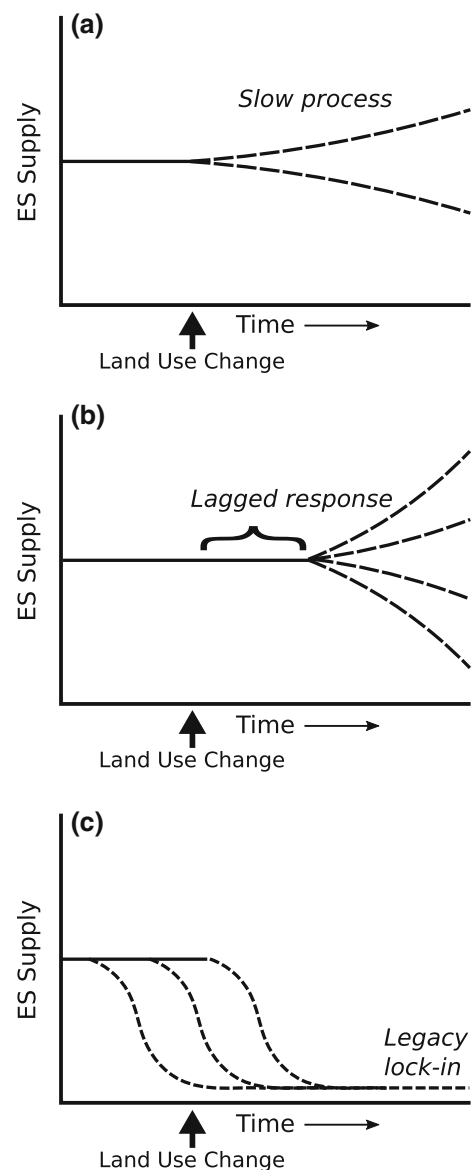 (a)
Slow process
ES Supply
Time
Land Use Change
(b)
Lagged response
ES Supply
Time
Land Use Change
(c)
ES Supply
Legacy
lock-in
Time
Land Use Change